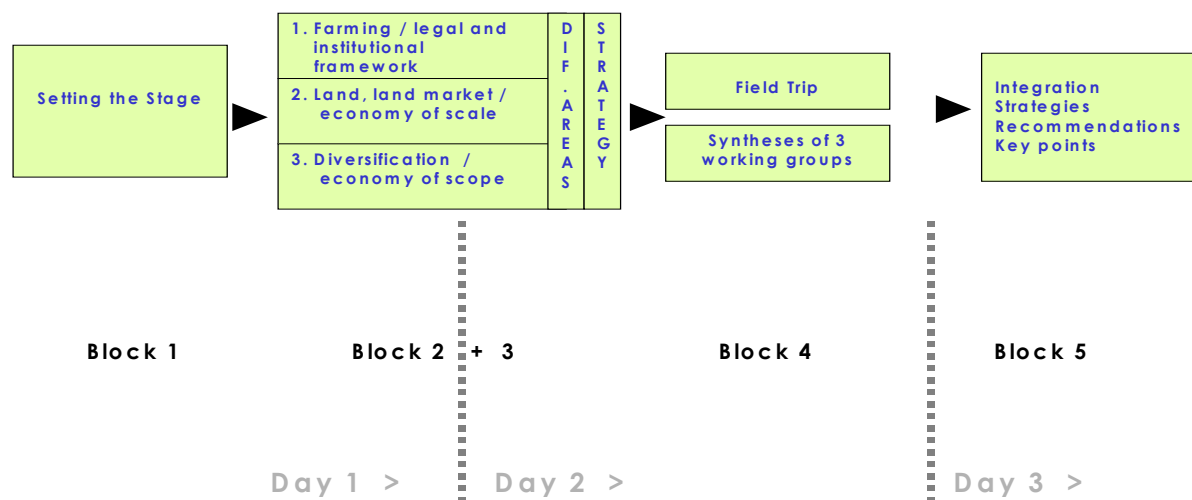 Setting the Stage
1. Farming / legal and
institutional
framework
2. Land, land market /
economy of scale
3. Diversification /
economy of scope
DIF. AREAS
STRATEGY
Field Trip
Syntheses of 3
working groups
Integration
Strategies
Recommendations
Key points
Block 1
Block 2 + 3
Block 4
Block 5
Day 1 >
Day 2 >
Day 3 >